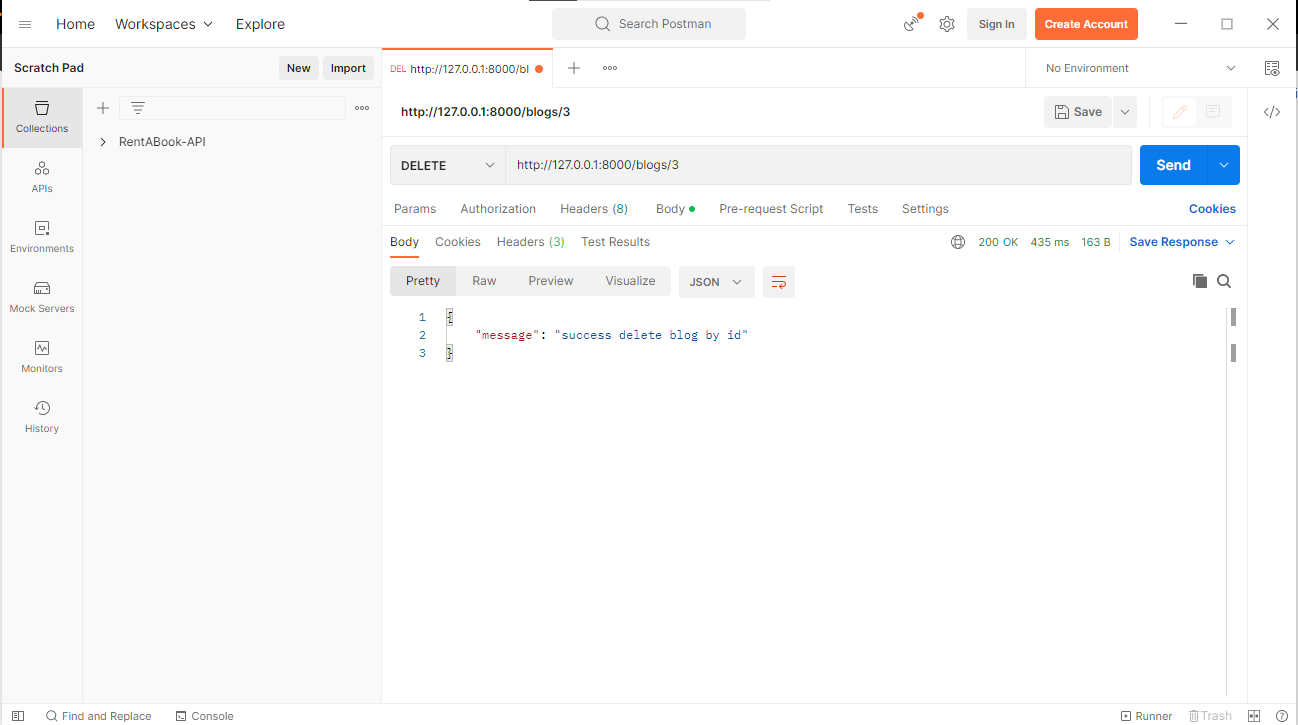 Home Workspaces Explore Search Postman Sign In Create Account
Scratch Pad New Import DEL http://127.0.0.1:8000/bl No Environment
http://127.0.0.1:8000/blogs/3 Save </>
Collections
RentABook-API
DELETE http://127.0.0.1:8000/blogs/3 Send
APIs
Params Authorization Headers (8) Body Pre-request Script Tests Settings Cookies
Environments
Body Cookies Headers (3) Test Results 200 OK 435 ms 163 B Save Response
Pretty Raw Preview Visualize JSON
Mock Servers
1 {
2 "message": "success delete blog by id"
3 }
Monitors
History
Find and Replace Console Runner Trash